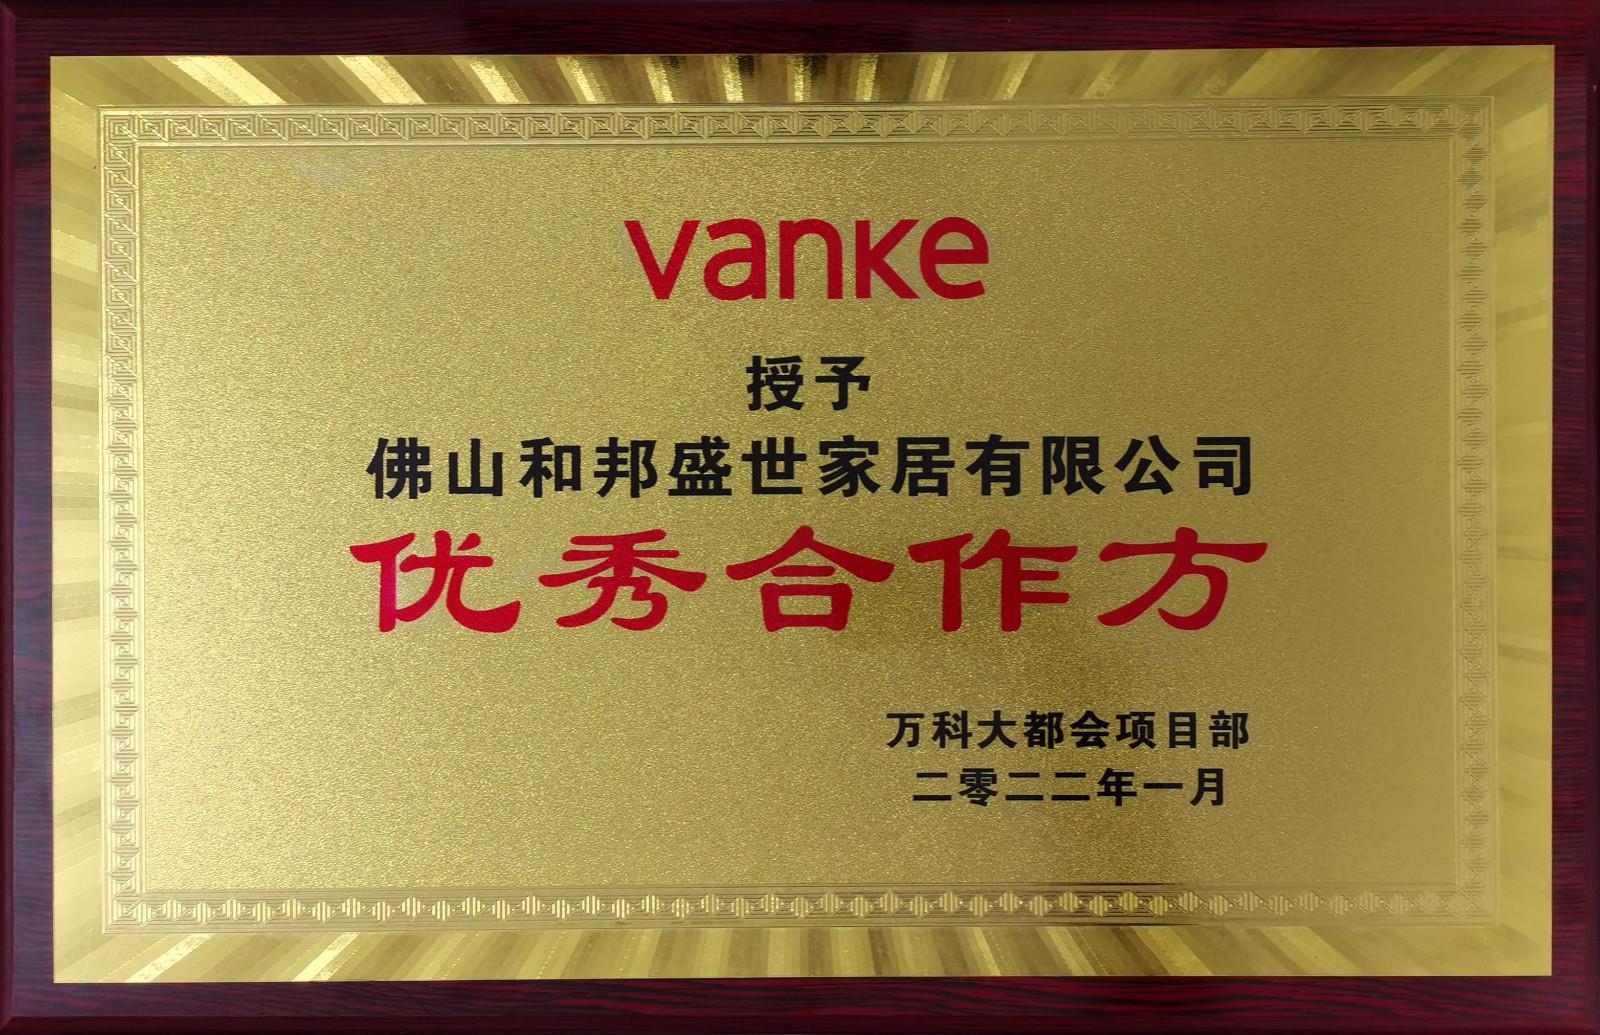 vanke
授予
佛山和邦盛世家居有限公司
优秀合作方
万科大都会项目部
二零二二年一月